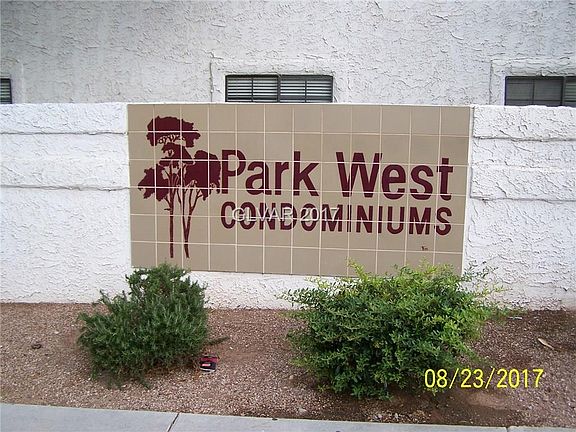 Park West
GLVAR 2017
CONDOMINIUMS
08/23/2017